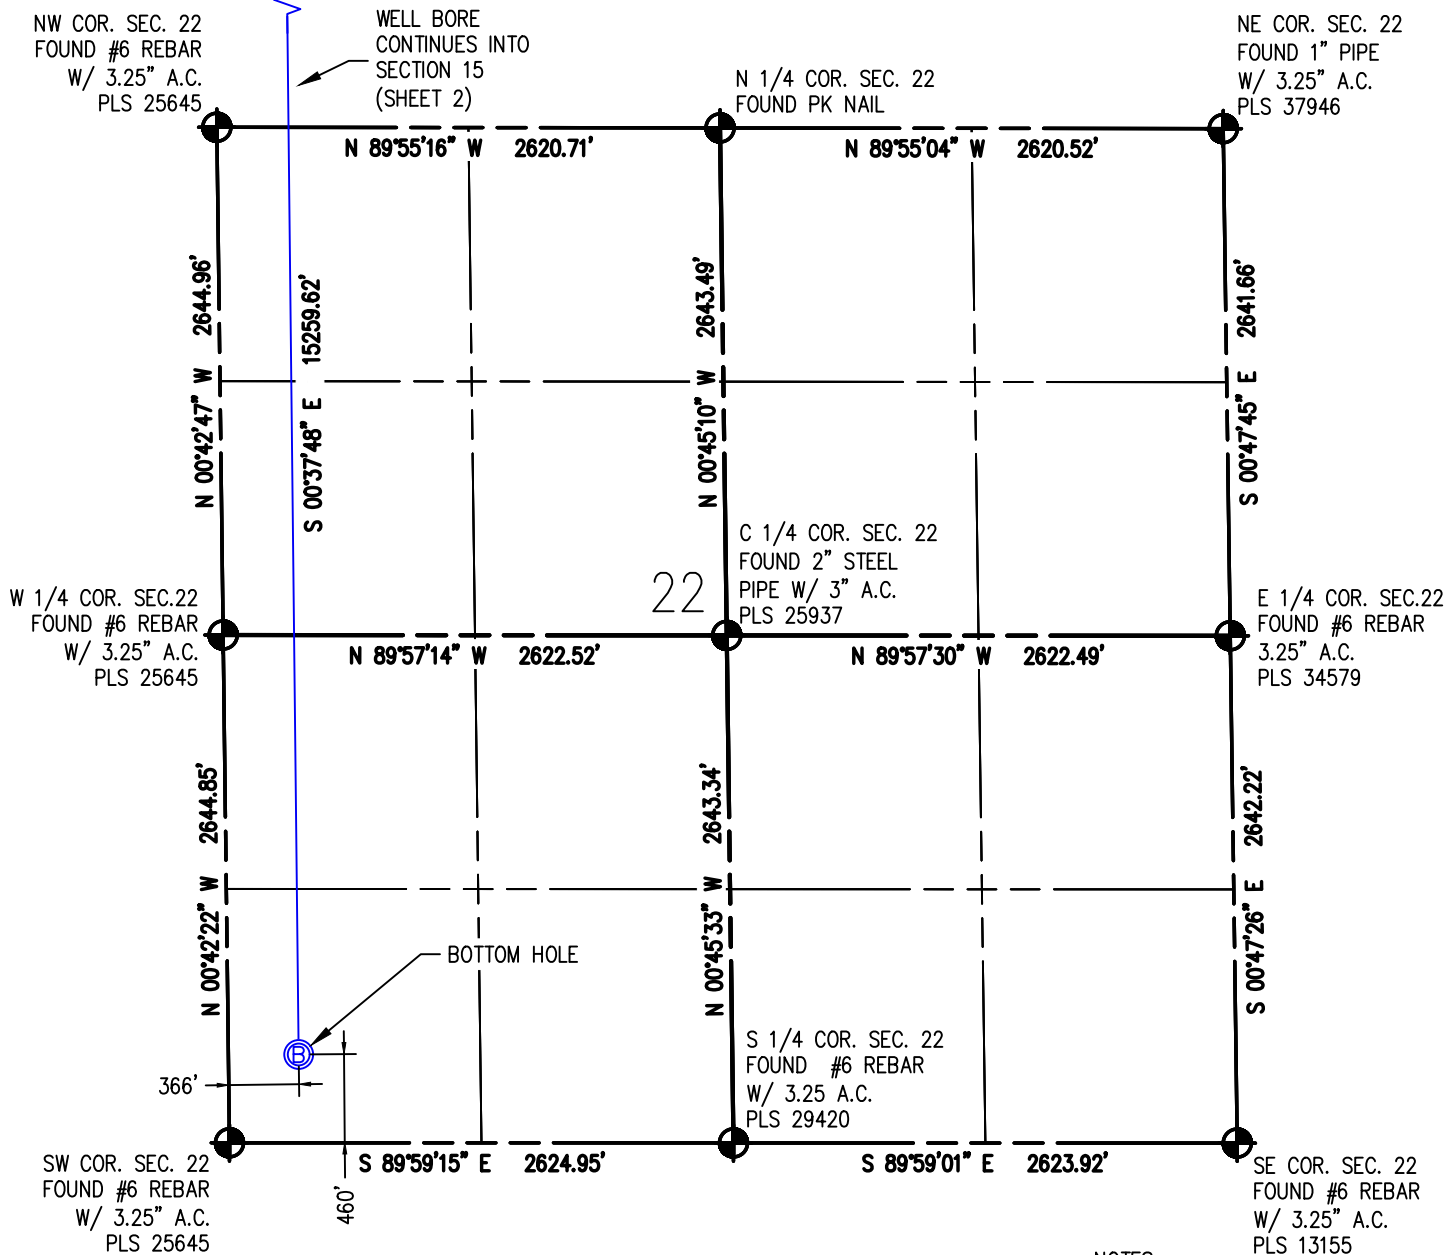 NW COR. SEC. 22
FOUND #6 REBAR
W/ 3.25" A.C.
PLS 25645
WELL BORE
CONTINUES INTO
SECTION 15
(SHEET 2)
N 1/4 COR. SEC. 22
FOUND PK NAIL
NE COR. SEC. 22
FOUND 1" PIPE
W/ 3.25" A.C.
PLS 37946
N 89°55'16" W 2620.71'
N 89°55'04" W 2620.52'
N 00°42'47" W 2644.96'
S 00°37'48" E 15259.62'
N 00°45'10" W 2643.49'
S 00°47'45" E 2641.66'
W 1/4 COR. SEC.22
FOUND #6 REBAR
W/ 3.25" A.C.
PLS 25645
22
C 1/4 COR. SEC. 22
FOUND 2" STEEL
PIPE W/ 3" A.C.
PLS 25937
E 1/4 COR. SEC.22
FOUND #6 REBAR
3.25" A.C.
PLS 34579
N 89°57'14" W 2622.52'
N 89°57'30" W 2622.49'
N 00°42'22" W 2644.85'
N 00°45'33" W 2643.34'
S 00°47'26" E 2642.22'
BOTTOM HOLE
B
366'
460'
S 1/4 COR. SEC. 22
FOUND #6 REBAR
W/ 3.25 A.C.
PLS 29420
S 89°59'15" E 2624.95'
S 89°59'01" E 2623.92'
SW COR. SEC. 22
FOUND #6 REBAR
W/ 3.25" A.C.
PLS 25645
SE COR. SEC. 22
FOUND #6 REBAR
W/ 3.25" A.C.
PLS 13155